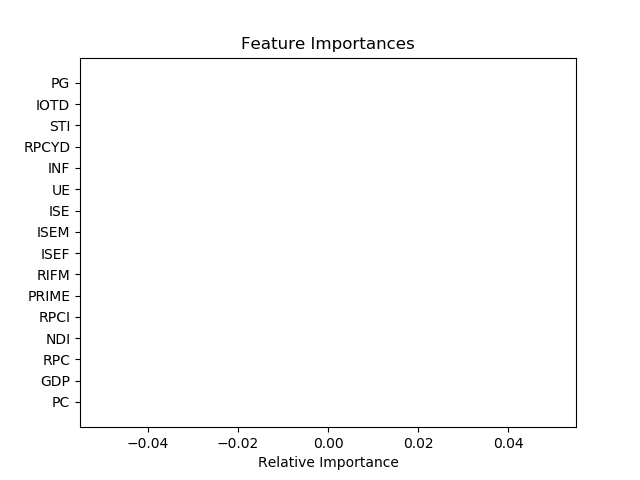 Feature Importances
PG
IOTD
STI
RPCYD
INF
UE
ISE
ISEM
ISEF
RIFM
PRIME
RPCI
NDI
RPC
GDP
PC
−0.04 −0.02 0.00 0.02 0.04
Relative Importance